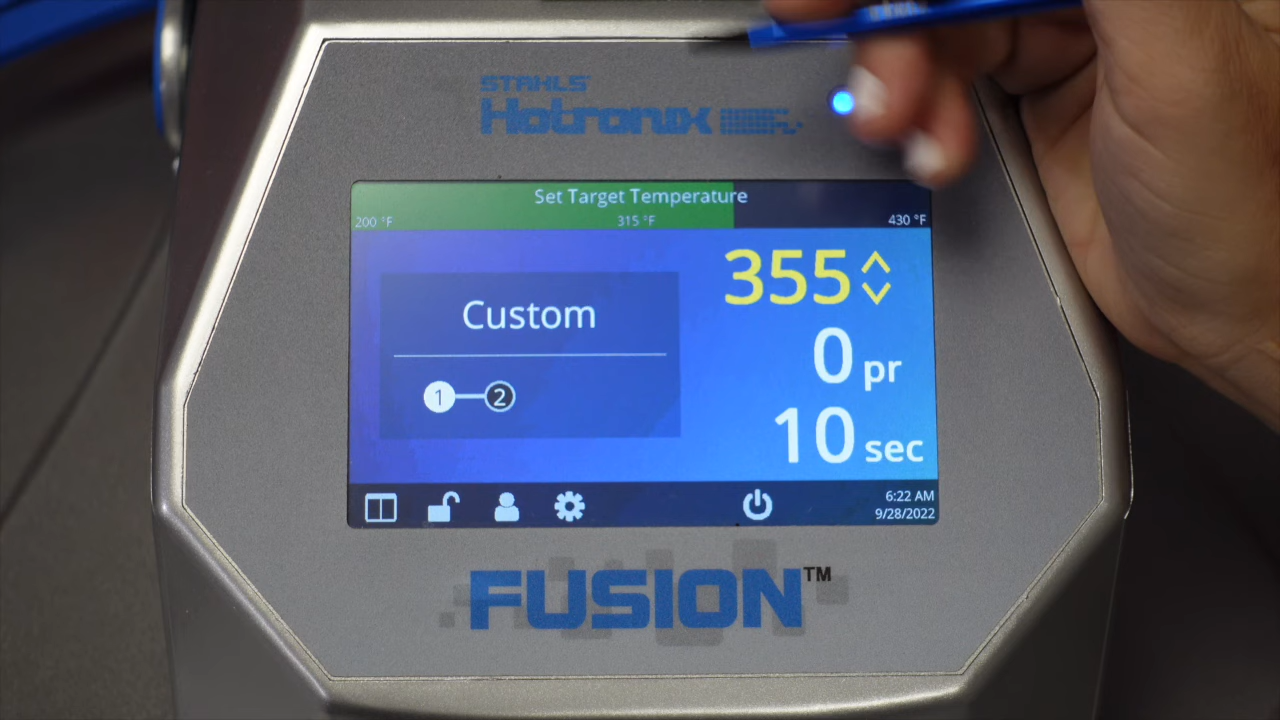 STAHLS'
Hotronix
Set Target Temperature
200 °F 315 °F 430 °F
355
Custom
0 pr
1 2
10 sec
6:22 AM
9/28/2022
FUSION™